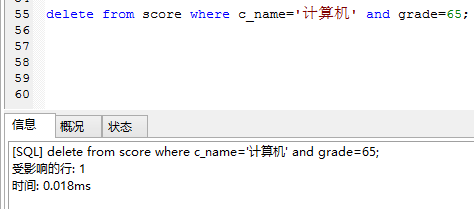 55 delete from score where c_name='计算机' and grade=65;
56
57
58
59
60
信息 概况 状态
[SQL] delete from score where c_name='计算机' and grade=65;
受影响的行: 1
时间: 0.018ms